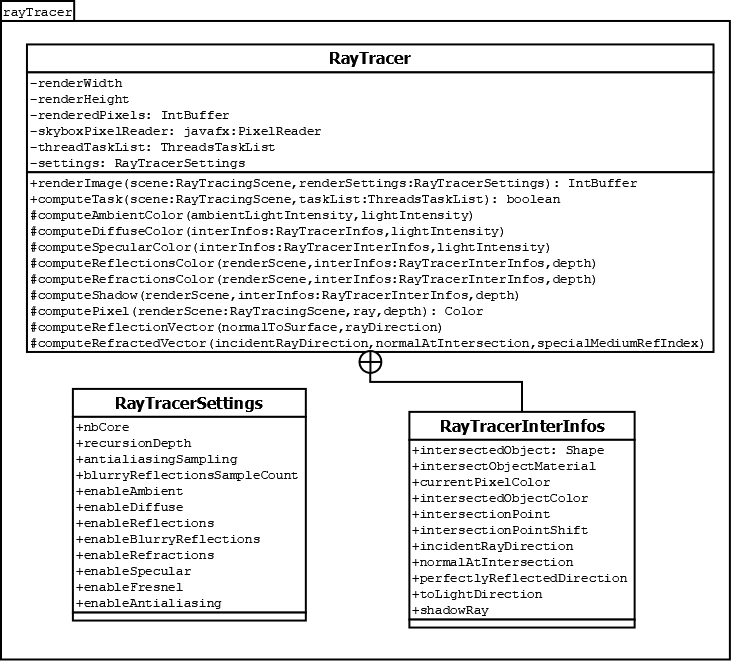 rayTracer
RayTracer
-renderWidth
-renderHeight
-renderedPixels: IntBuffer
-skyboxPixelReader: javafx:PixelReader
-threadTaskList: ThreadsTaskList
-settings: RayTracerSettings
+renderImage(scene:RayTracingScene,renderSettings:RayTracerSettings): IntBuffer
+computeTask(scene:RayTracingScene,taskList:ThreadsTaskList): boolean
#computeAmbientColor(ambientLightIntensity,lightIntensity)
#computeDiffuseColor(interInfos:RayTracerInfos,lightIntensity)
#computeSpecularColor(interInfos:RayTracerInterInfos,lightIntensity)
#computeReflectionsColor(renderScene,interInfos:RayTracerInterInfos,depth)
#computeRefractionsColor(renderScene,interInfos:RayTracerInterInfos,depth)
#computeShadow(renderScene,interInfos:RayTracerInterInfos,depth)
#computePixel(renderScene:RayTracingScene,ray,depth): Color
#computeReflectionVector(normalToSurface,rayDirection)
#computeRefractedVector(incidentRayDirection,normalAtIntersection,specialMediumRefIndex)
RayTracerSettings
+nbCore
+recursionDepth
+antialiasingSampling
+blurryReflectionsSampleCount
+enableAmbient
+enableDiffuse
+enableReflections
+enableBlurryReflections
+enableRefractions
+enableSpecular
+enableFresnel
+enableAntialiasing
RayTracerInterInfos
+intersectedObject: Shape
+intersectObjectMaterial
+currentPixelColor
+intersectedObjectColor
+intersectionPoint
+intersectionPointShift
+incidentRayDirection
+normalAtIntersection
+perfectlyReflectedDirection
+toLightDirection
+shadowRay